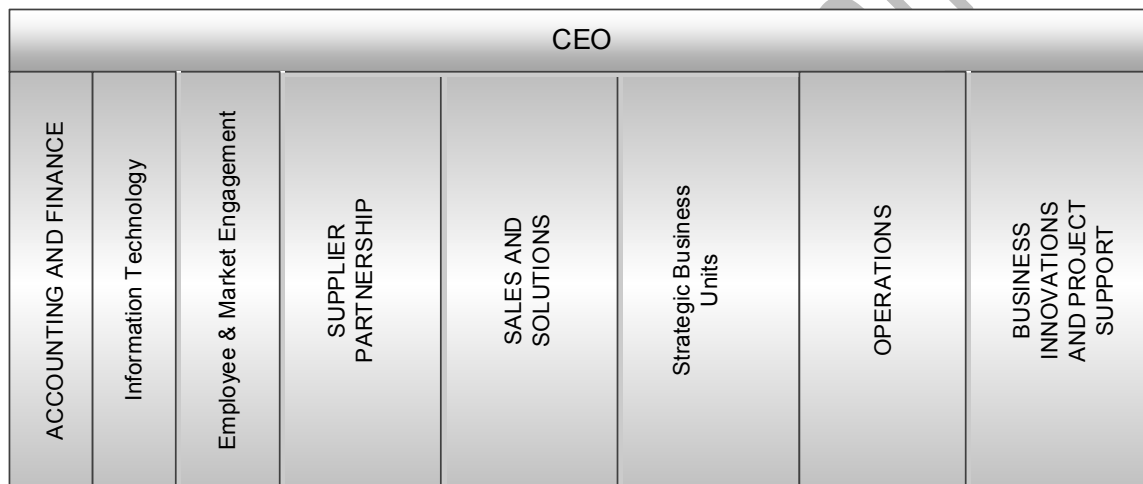 CEO
ACCOUNTING AND FINANCE
Information Technology
Employee & Market Engagement
SUPPLIER
PARTNERSHIP
SALES AND
SOLUTIONS
Strategic Business
Units
OPERATIONS
BUSINESS
INNOVATIONS
AND PROJECT
SUPPORT